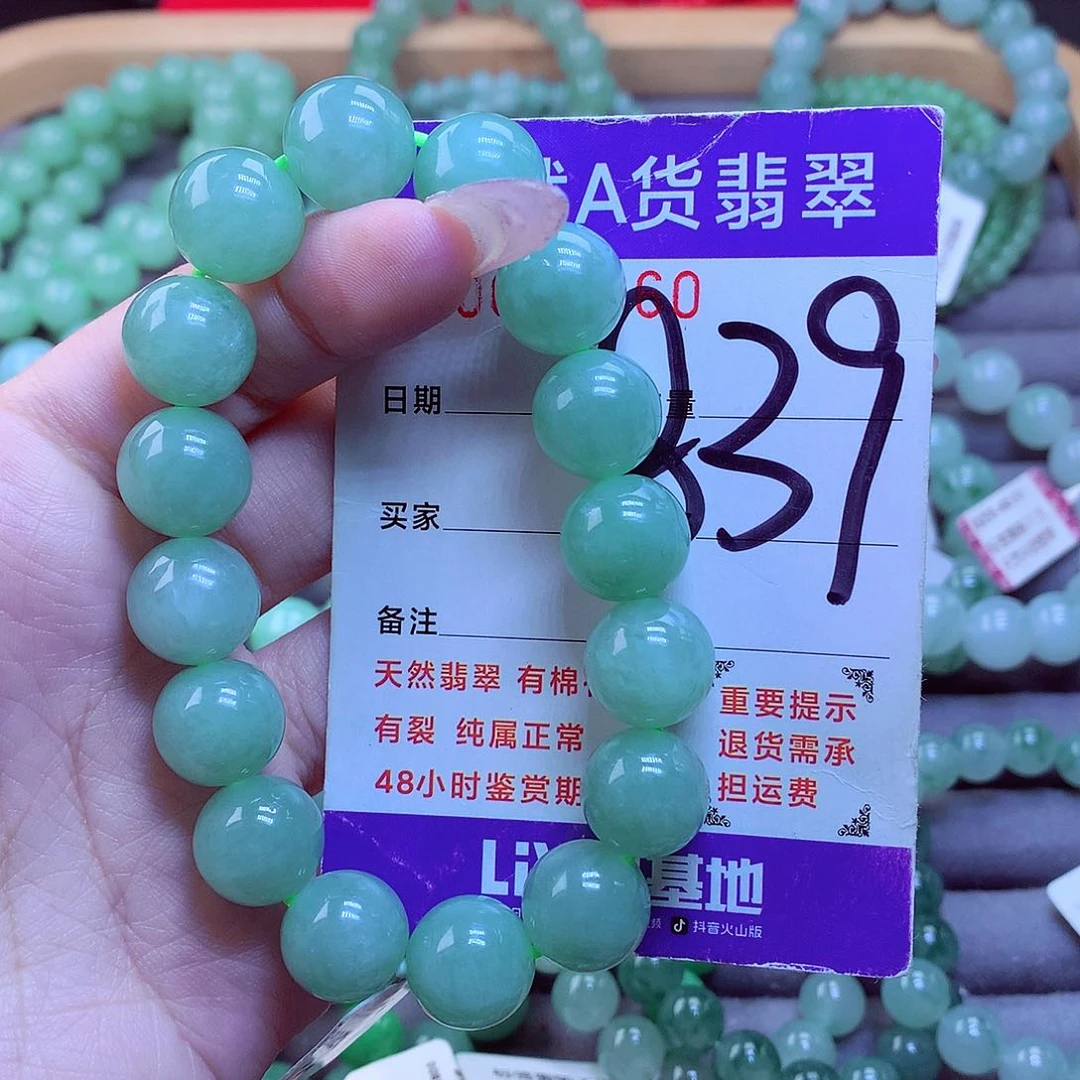 A货翡翠
60
839
日期
量
买家
备注
天然翡翠 有棉
有裂 纯属正常
48小时鉴赏期
重要提示
退货需承
担运费
Li 基地
抖音火山版